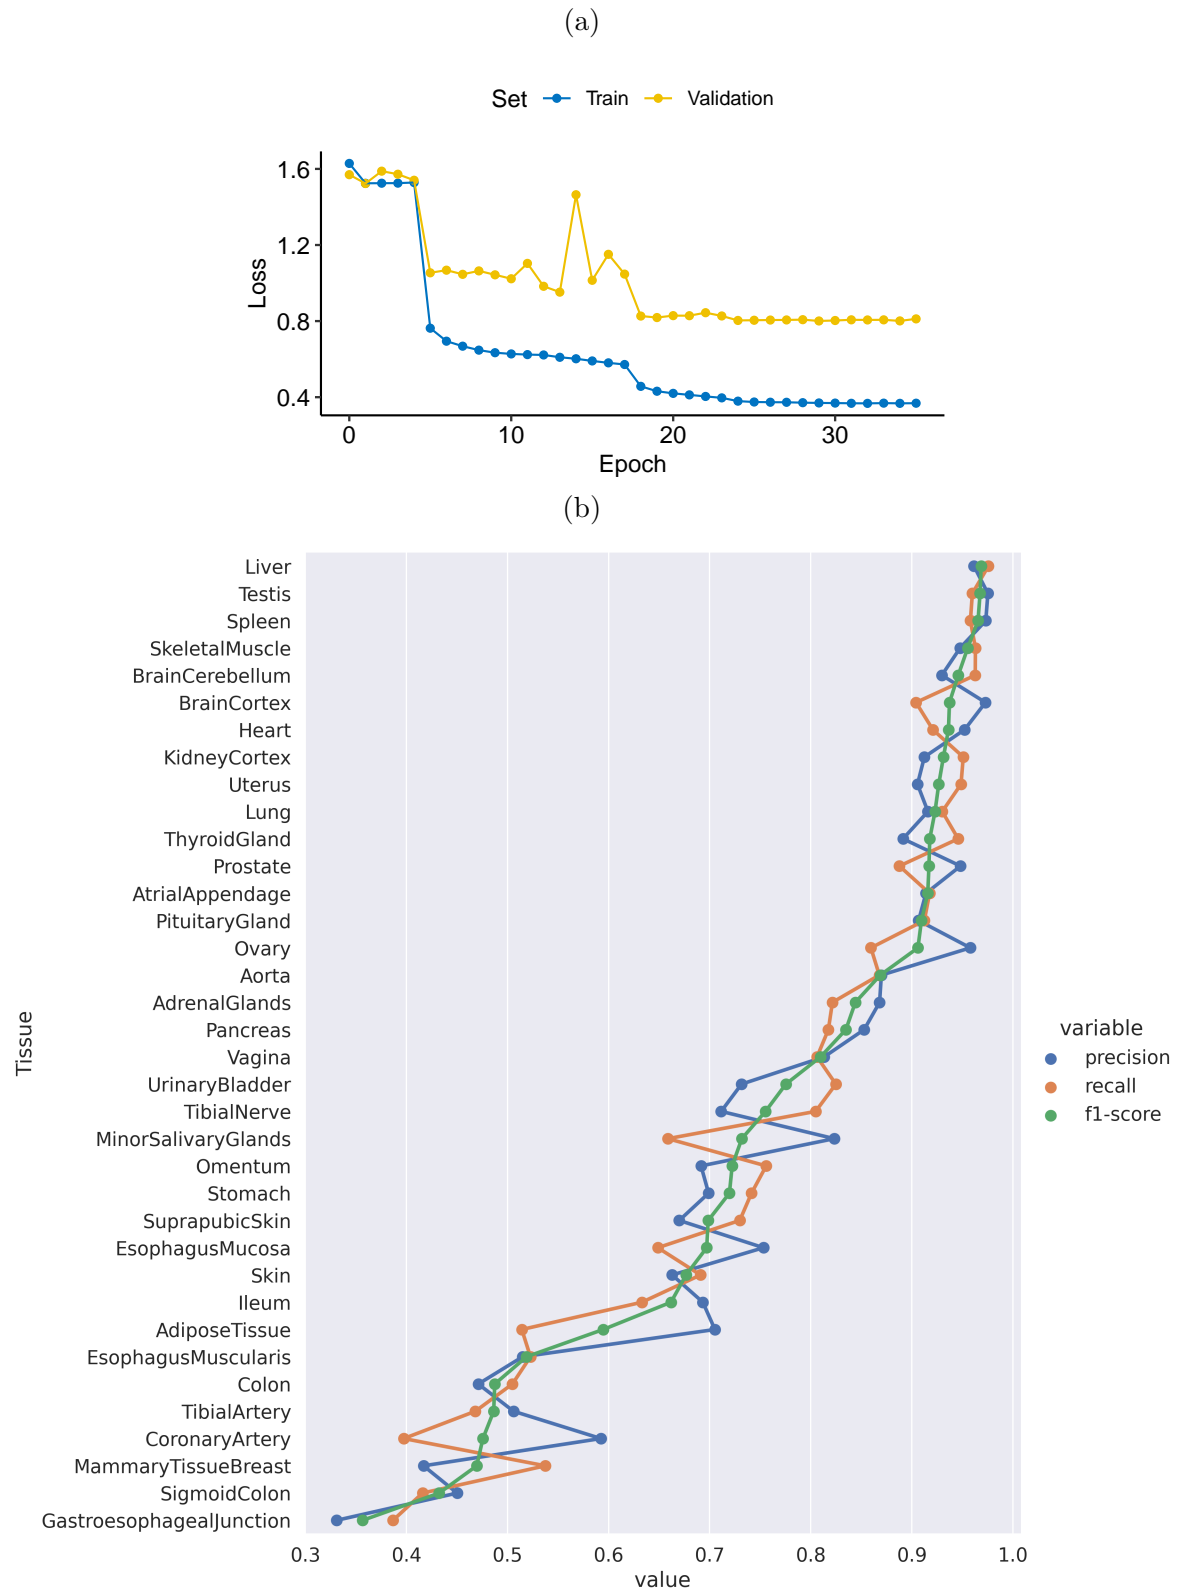 (a)
Set Train Validation
1.6
1.2
0.8
0.4
Loss
0 10 20 30
Epoch
(b)
Liver
Testis
Spleen
SkeletalMuscle
BrainCerebellum
BrainCortex
Heart
KidneyCortex
Uterus
Lung
ThyroidGland
Prostate
AtrialAppendage
PituitaryGland
Ovary
Aorta
AdrenalGlands
Pancreas
Vagina
UrinaryBladder
TibialNerve
MinorSalivaryGlands
Omentum
Stomach
SuprapubicSkin
EsophagusMucosa
Skin
Ileum
AdiposeTissue
EsophagusMuscularis
Colon
TibialArtery
CoronaryArtery
MammaryTissueBreast
SigmoidColon
GastroesophagealJunction
Tissue
0.3 0.4 0.5 0.6 0.7 0.8 0.9 1.0
value
variable
precision
recall
f1-score